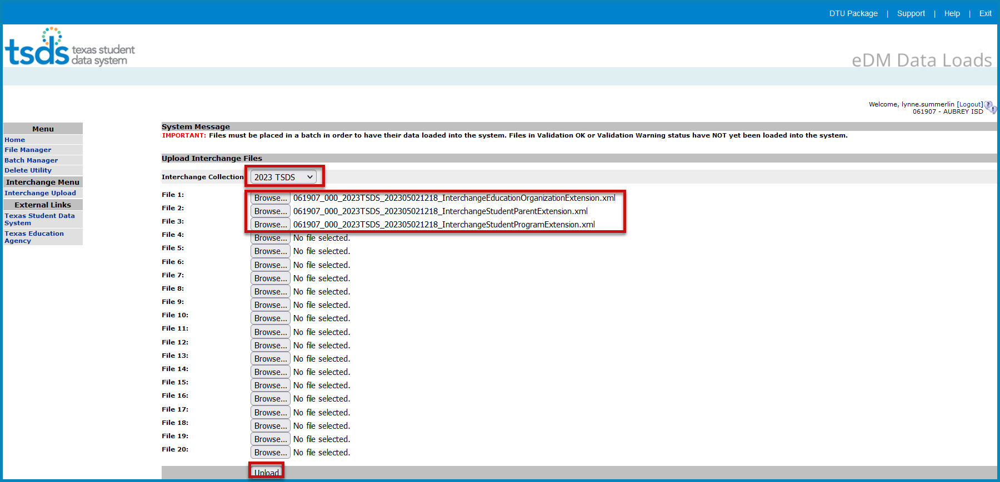 DTU Package | Support | Help | Exit
tsds texas student
data system
eDM Data Loads
Welcome, lynne.summerlin [Logout]
061907 - AUBREY ISD
Menu
Home
File Manager
Batch Manager
Delete Utility
Interchange Menu
Interchange Upload
External Links
Texas Student Data
System
Texas Education
Agency
System Message
IMPORTANT: Files must be placed in a batch in order to have their data loaded into the system. Files in Validation OK or Validation Warning status have NOT yet been loaded into the system.
Upload Interchange Files
Interchange Collection 2023 TSDS
File 1: Browse... 061907_000_2023TSDS_202305021218_InterchangeEducationOrganizationExtension.xml
File 2: Browse... 061907_000_2023TSDS_202305021218_InterchangeStudentParentExtension.xml
File 3: Browse... 061907_000_2023TSDS_202305021218_InterchangeStudentProgramExtension.xml
File 4: Browse... No file selected.
File 5: Browse... No file selected.
File 6: Browse... No file selected.
File 7: Browse... No file selected.
File 8: Browse... No file selected.
File 9: Browse... No file selected.
File 10: Browse... No file selected.
File 11: Browse... No file selected.
File 12: Browse... No file selected.
File 13: Browse... No file selected.
File 14: Browse... No file selected.
File 15: Browse... No file selected.
File 16: Browse... No file selected.
File 17: Browse... No file selected.
File 18: Browse... No file selected.
File 19: Browse... No file selected.
File 20: Browse... No file selected.
Upload